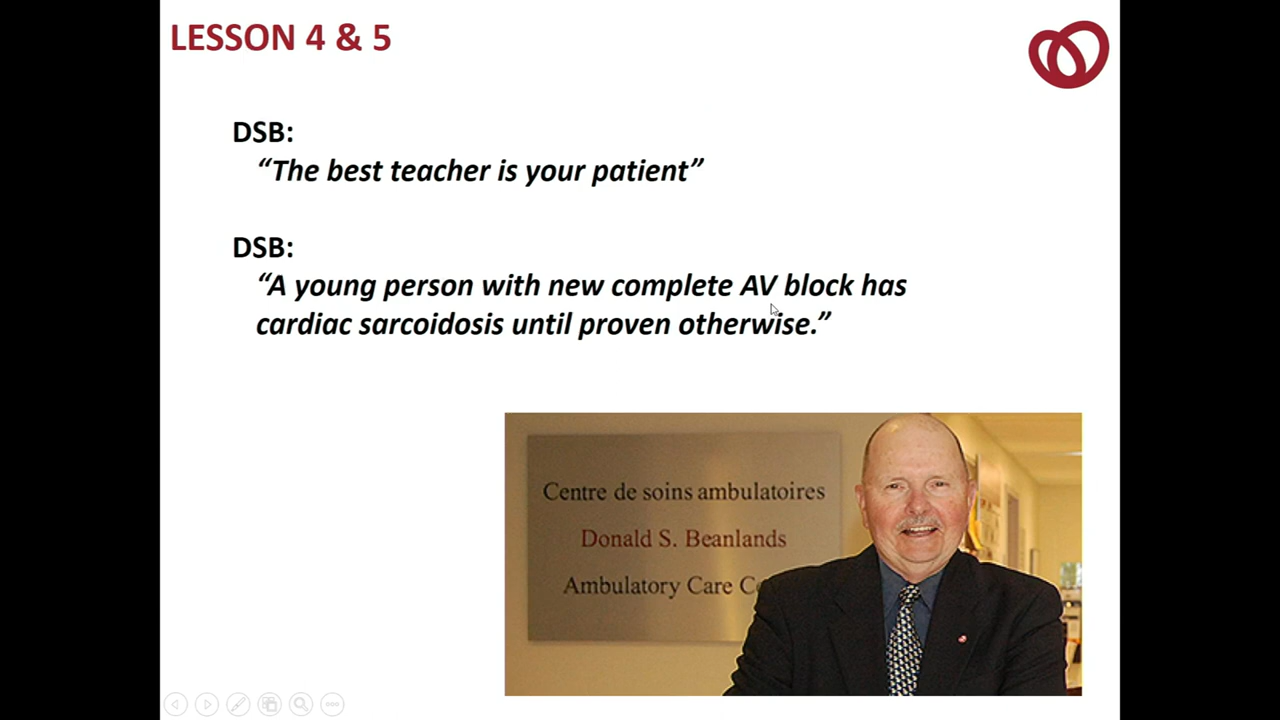 LESSON 4 & 5
DSB:
“The best teacher is your patient”
DSB:
“A young person with new complete AV block has
cardiac sarcoidosis until proven otherwise.”
Centre de soins ambulatoires
Donald S. Beanlands
Ambulatory Care